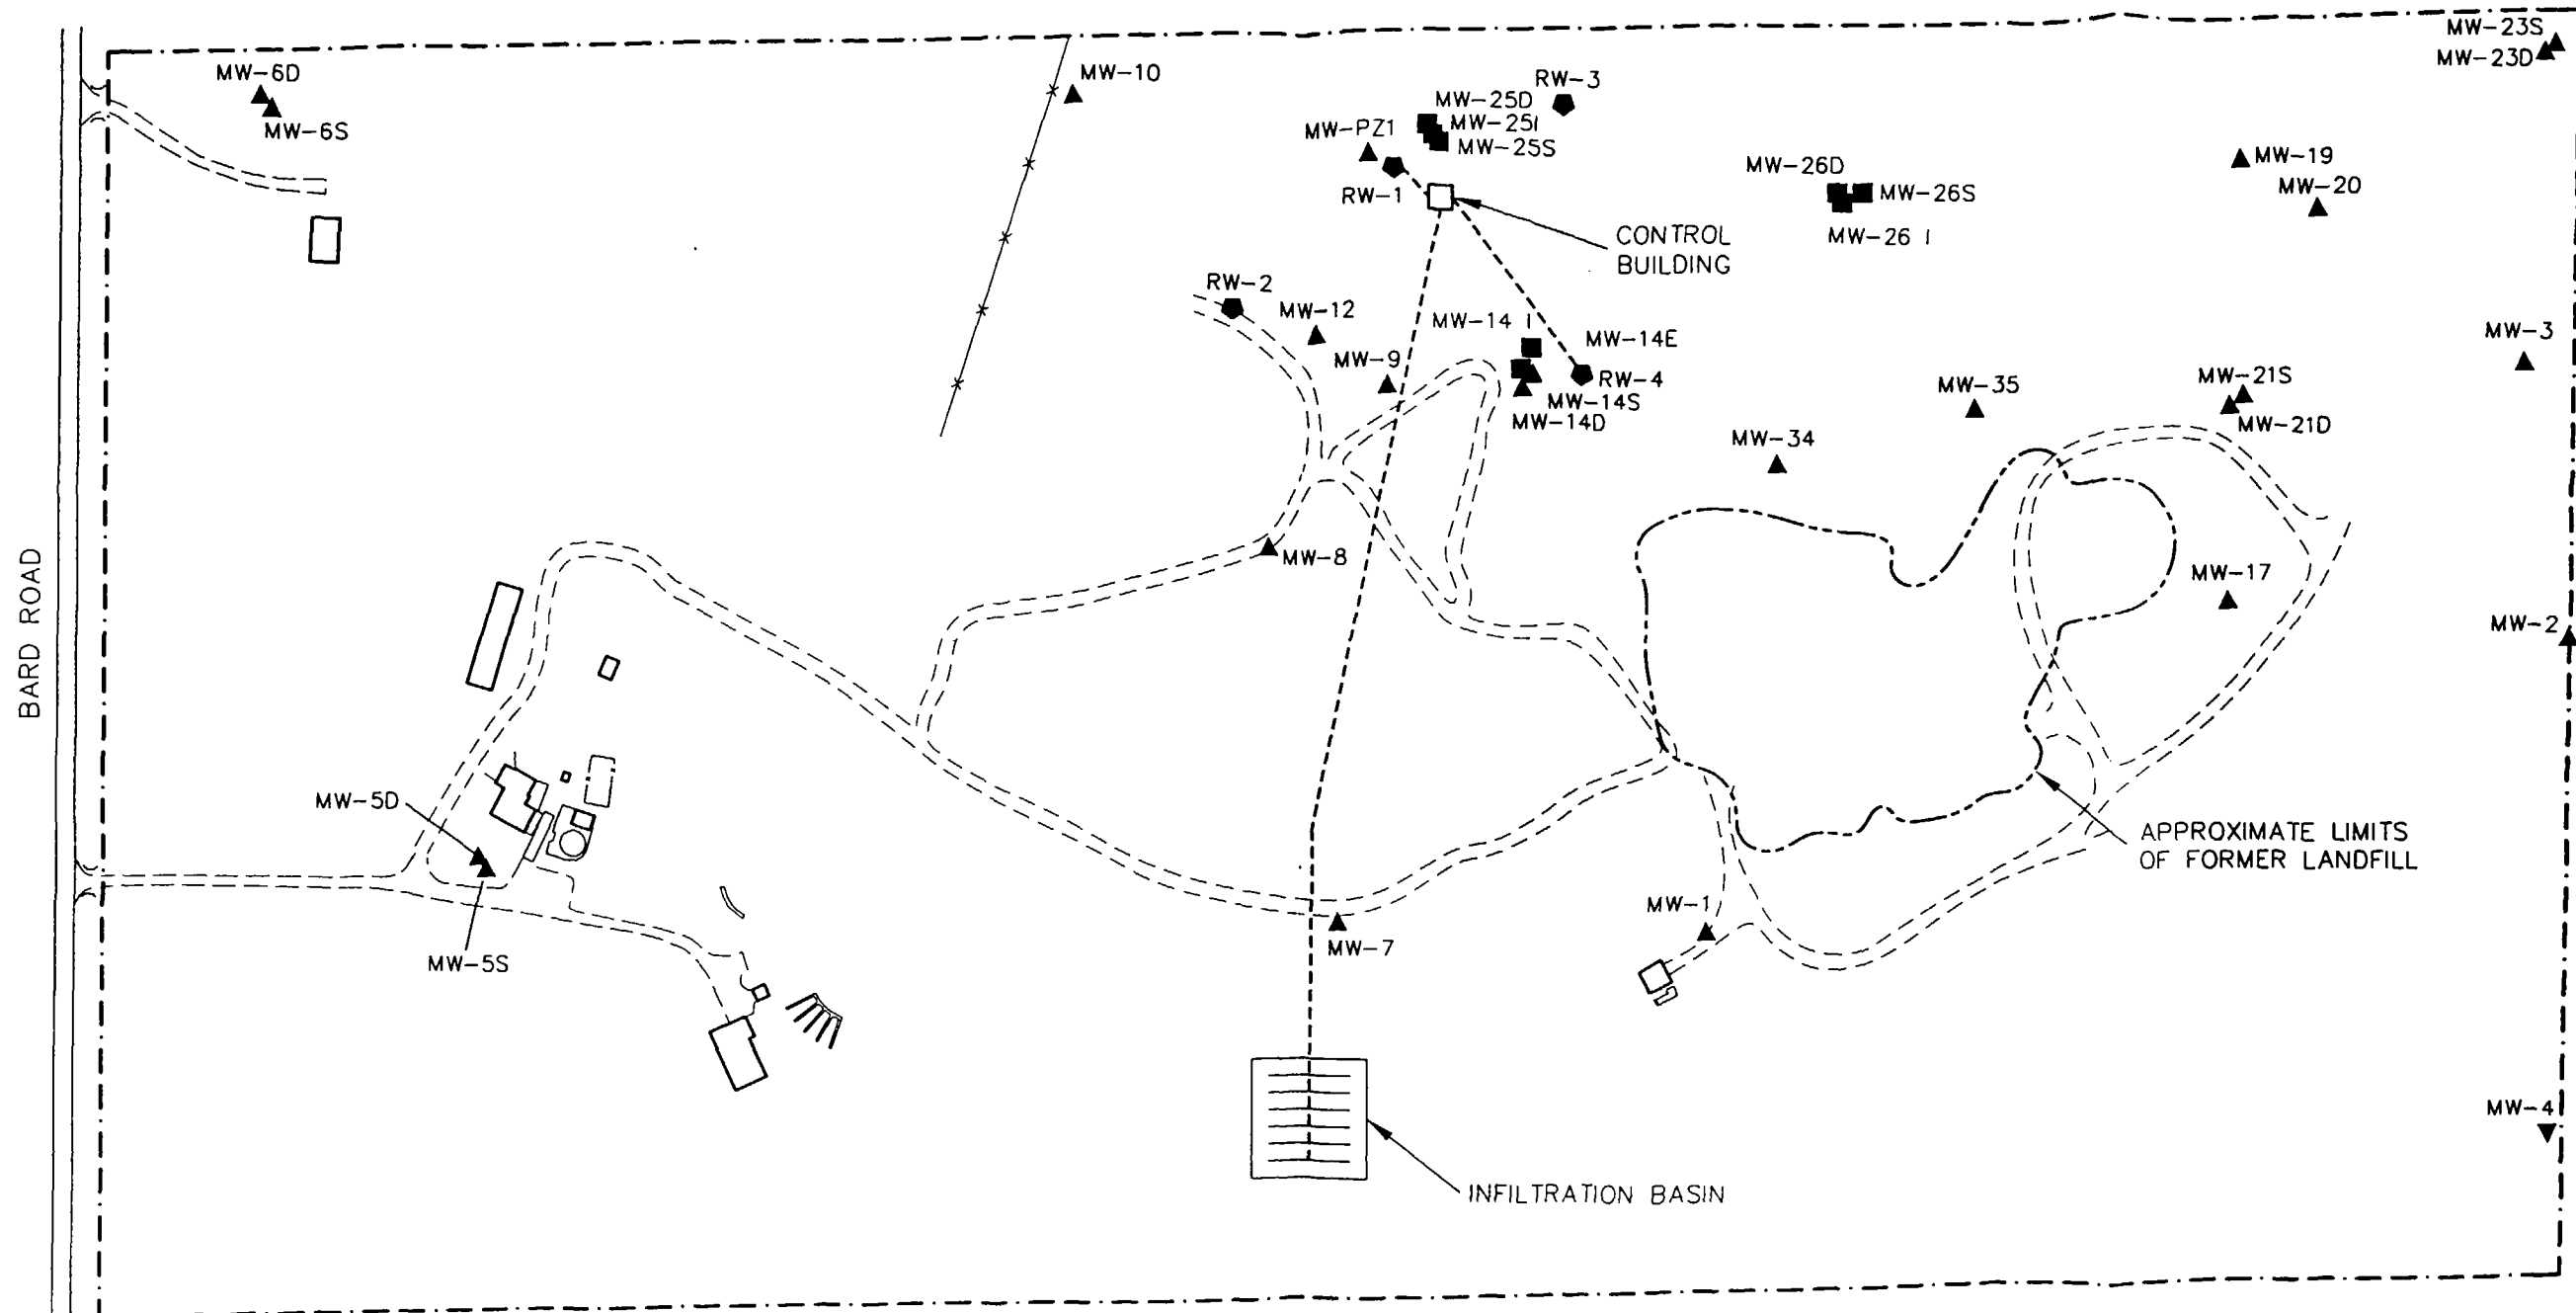 MW-23S
MW-23D
MW-6D
MW-6S
MW-10
RW-3
MW-25D
MW-25I
MW-25S
MW-PZ1
RW-1
MW-26D
MW-26S
MW-26 I
MW-19
MW-20
CONTROL
BUILDING
RW-2
MW-12
MW-9
MW-14 I
MW-14E
RW-4
MW-14S
MW-14D
MW-3
MW-35
MW-21S
MW-21D
MW-34
MW-8
MW-17
MW-2
BARD ROAD
MW-5D
MW-5S
APPROXIMATE LIMITS
OF FORMER LANDFILL
MW-1
MW-7
MW-4
INFILTRATION BASIN